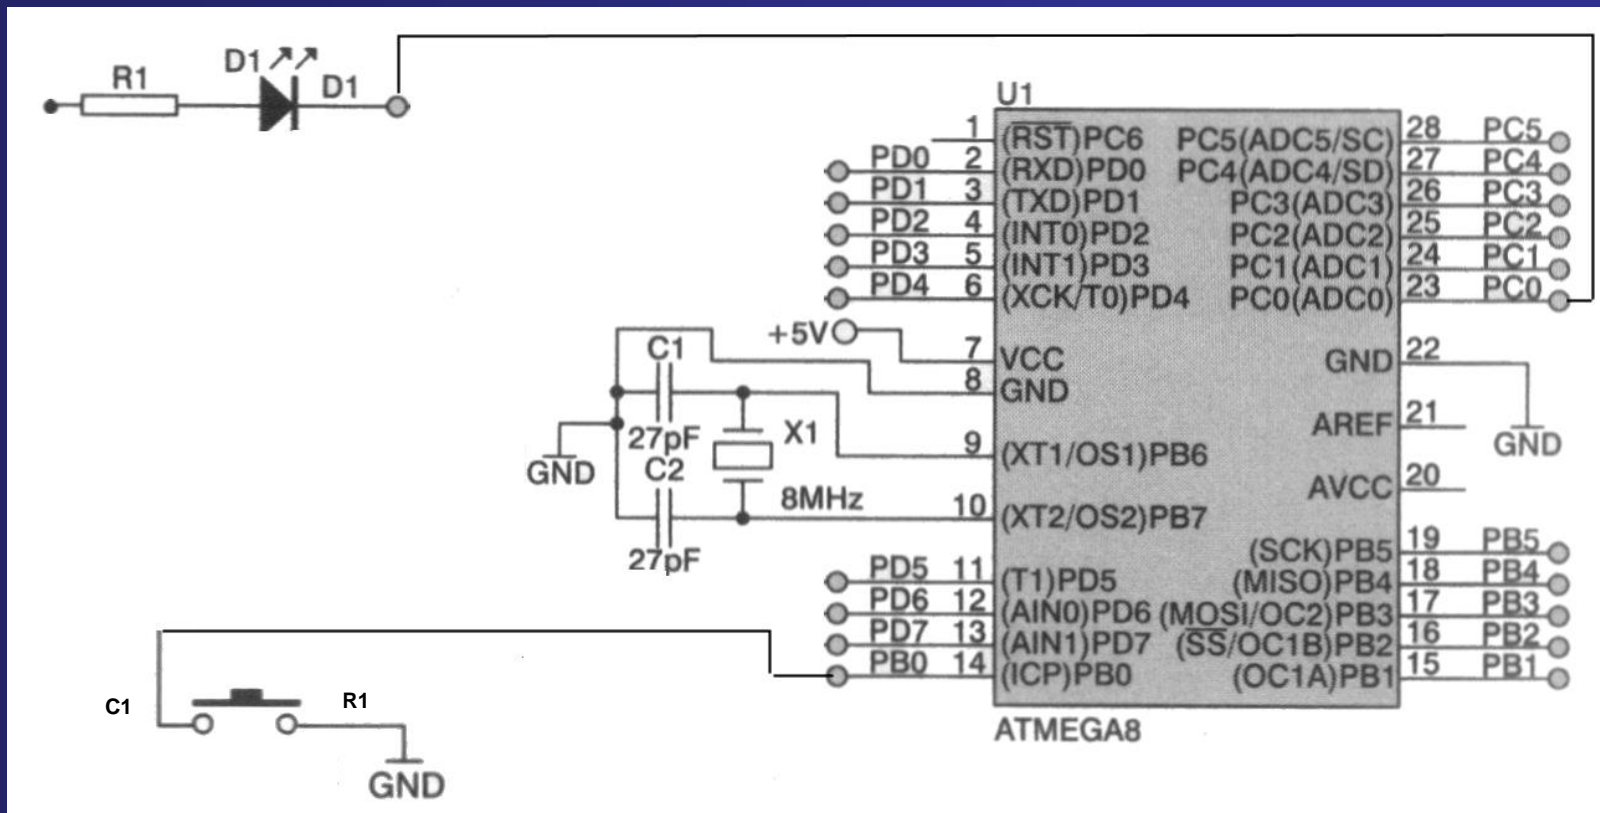 R1
D1
D1
U1
1
(RST)PC6
PC5(ADC5/SC)
28
PC5
PD0
2
(RXD)PD0
PC4(ADC4/SD)
27
PC4
PD1
3
(TXD)PD1
PC3(ADC3)
26
PC3
PD2
4
(INT0)PD2
PC2(ADC2)
25
PC2
PD3
5
(INT1)PD3
PC1(ADC1)
24
PC1
PD4
6
(XCK/T0)PD4
PC0(ADC0)
23
PC0
+5V
7
VCC
GND
22
8
GND
C1
27pF
X1
AREF
21
GND
GND
9
(XT1/OS1)PB6
C2
27pF
8MHz
AVCC
20
10
(XT2/OS2)PB7
(SCK)PB5
19
PB5
PD5
11
(T1)PD5
(MISO)PB4
18
PB4
PD6
12
(AIN0)PD6
(MOSI/OC2)PB3
17
PB3
PD7
13
(AIN1)PD7
(SS/OC1B)PB2
16
PB2
PB0
14
(ICP)PB0
(OC1A)PB1
15
PB1
ATMEGA8
C1
R1
GND